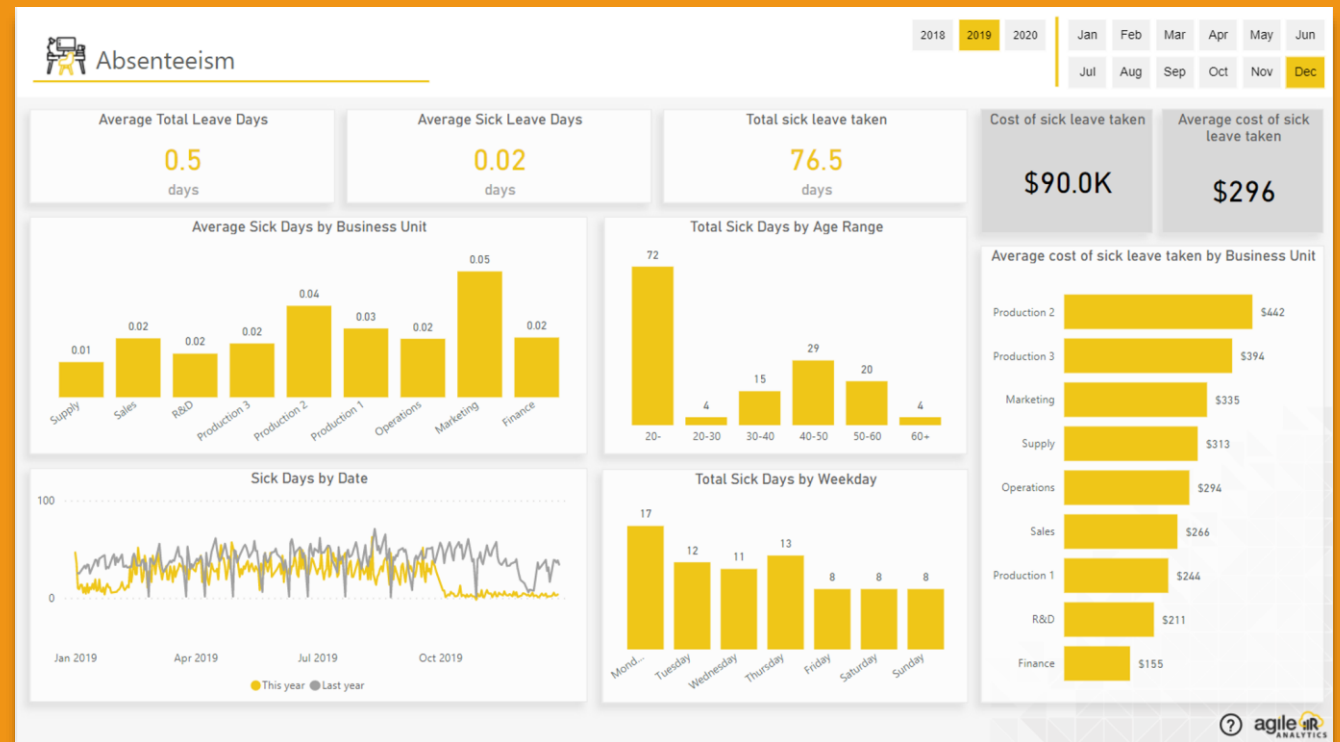 Absenteeism
2018 2019 2020
Jan Feb Mar Apr May Jun
Jul Aug Sep Oct Nov Dec
Average Total Leave Days
0.5
days
Average Sick Leave Days
0.02
days
Total sick leave taken
76.5
days
Cost of sick leave taken
$90.0K
Average cost of sick
leave taken
$296
Average Sick Days by Business Unit
0.01 0.02 0.02 0.02 0.04 0.03 0.02 0.05 0.02
Supply Sales R&D Production 3 Production 2 Production 1 Operations Marketing Finance
Total Sick Days by Age Range
72 4 15 29 20 4
20- 20-30 30-40 40-50 50-60 60+
Average cost of sick leave taken by Business Unit
Production 2 $442
Production 3 $394
Marketing $335
Supply $313
Operations $294
Sales $266
Production 1 $244
R&D $211
Finance $155
Sick Days by Date
100
0
Jan 2019 Apr 2019 Jul 2019 Oct 2019
This year Last year
Total Sick Days by Weekday
17 12 11 13 8 8 8
Mond... Tuesday Wednesday Thursday Friday Saturday Sunday
? agile HR
ANALYTICS